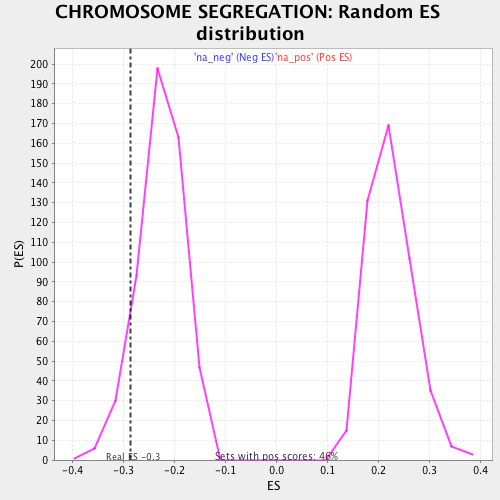 CHROMOSOME SEGREGATION: Random ES
distribution
'na_neg' (Neg ES) 'na_pos' (Pos ES)
200
190
180
170
160
150
140
130
120
110
100
90
80
70
60
50
40
30
20
10
0
P(ES)
Real ES −0.3
Sets with pos scores: 46%
−0.4 −0.3 −0.2 −0.1 0.0 0.1 0.2 0.3 0.4
ES